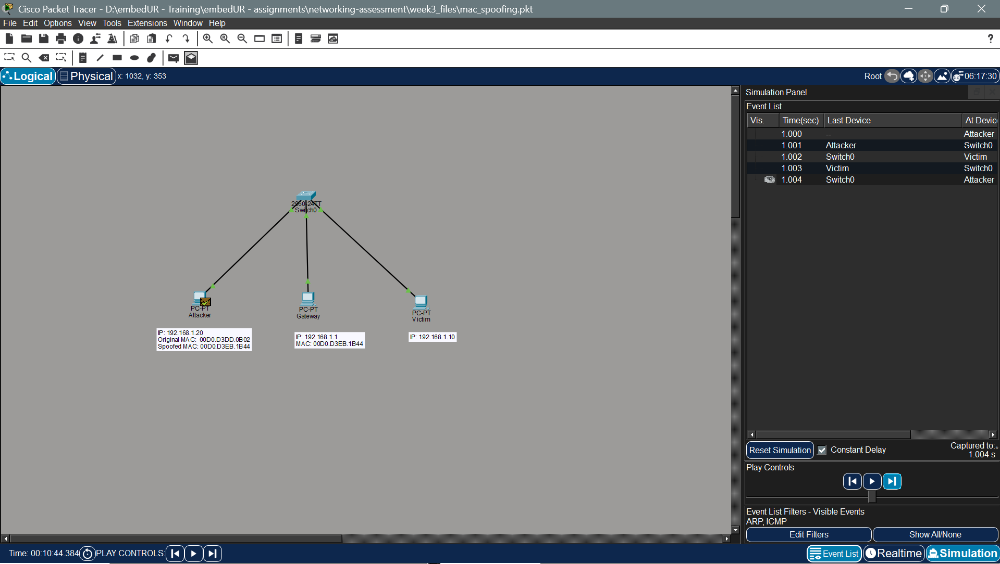 Cisco Packet Tracer - D:\embedUR - Training\embedUR - assignments\networking-assessment\week3_files\mac_spoofing.pkt
File Edit Options View Tools Extensions Window Help
?
Logical Physical x: 1032, y: 353 Root 06:17:30
Simulation Panel
Event List
Vis. Time(sec) Last Device At Devic
1.000 -- Attacker
1.001 Attacker Switch0
1.002 Switch0 Victim
1.003 Victim Switch0
1.004 Switch0 Attacker
2960-24TT
Switch0
PC-PT
Attacker
PC-PT
Gateway
PC-PT
Victim
IP: 192.168.1.20
Original MAC: 00D0.D3DD.0B02
Spoofed MAC: 00D0.D3EB.1B44
IP: 192.168.1.1
MAC: 00D0.D3EB.1B44
IP: 192.168.1.10
Reset Simulation Constant Delay Captured to:*
1.004 s
Play Controls
Event List Filters - Visible Events
ARP, ICMP
Edit Filters Show All/None
Time: 00:10:44.384 PLAY CONTROLS: Event List Realtime Simulation